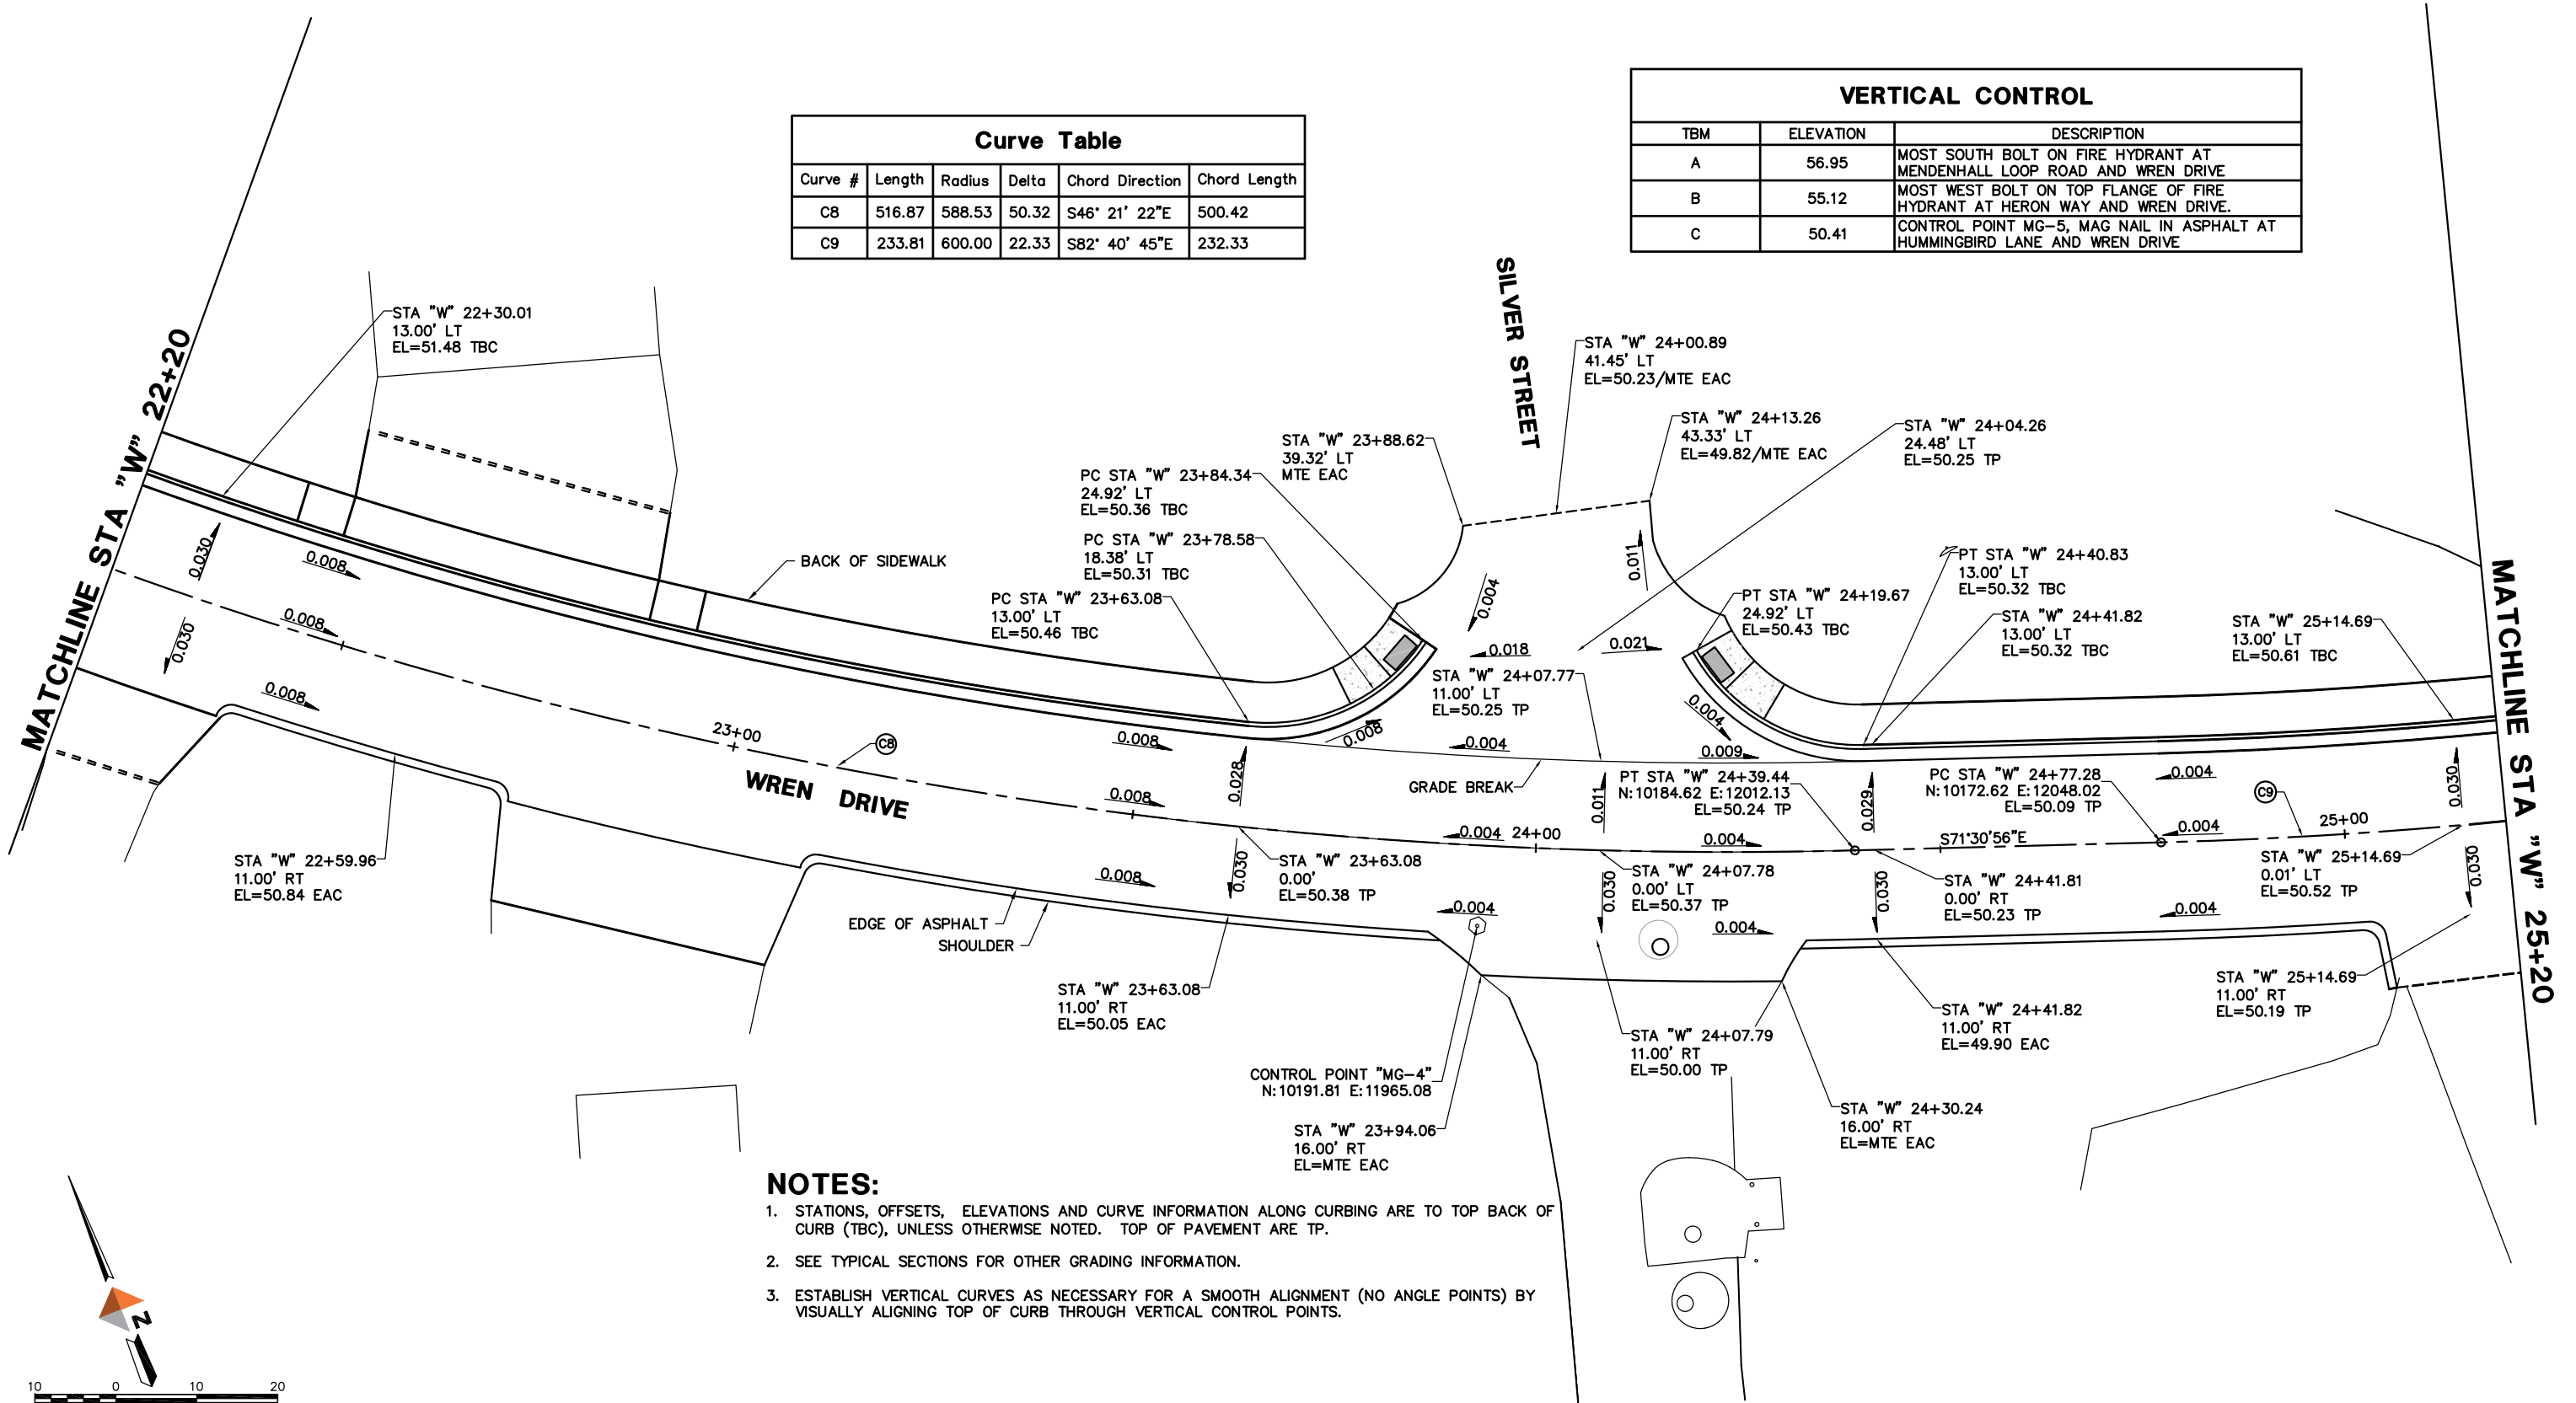 Curve Table
Curve # Length Radius Delta Chord Direction Chord Length
C8 516.87 588.53 50.32 S46° 21' 22"E 500.42
C9 233.81 600.00 22.33 S82° 40' 45"E 232.33
VERTICAL CONTROL
TBM ELEVATION DESCRIPTION
A 56.95 MOST SOUTH BOLT ON FIRE HYDRANT AT
MENDENHALL LOOP ROAD AND WREN DRIVE
B 55.12 MOST WEST BOLT ON TOP FLANGE OF FIRE
HYDRANT AT HERON WAY AND WREN DRIVE.
C 50.41 CONTROL POINT MG-5, MAG NAIL IN ASPHALT AT
HUMMINGBIRD LANE AND WREN DRIVE
MATCHLINE STA "W" 22+20
STA "W" 22+30.01
13.00' LT
EL=51.48 TBC
SILVER STREET
STA "W" 24+00.89
41.45' LT
EL=50.23/MTE EAC
STA "W" 24+13.26
43.33' LT
EL=49.82/MTE EAC
STA "W" 24+04.26
24.48' LT
EL=50.25 TP
STA "W" 23+88.62
39.32' LT
MTE EAC
PC STA "W" 23+84.34
24.92' LT
EL=50.36 TBC
PC STA "W" 23+78.58
18.38' LT
EL=50.31 TBC
PC STA "W" 23+63.08
13.00' LT
EL=50.46 TBC
BACK OF SIDEWALK
PT STA "W" 24+40.83
13.00' LT
EL=50.32 TBC
PT STA "W" 24+19.67
24.92' LT
EL=50.43 TBC
STA "W" 24+41.82
13.00' LT
EL=50.32 TBC
STA "W" 25+14.69
13.00' LT
EL=50.61 TBC
MATCHLINE STA "W" 25+20
0.030
0.008
0.008
0.030
0.008
0.004
0.011
0.018
0.021
STA "W" 24+07.77
11.00' LT
EL=50.25 TP
0.004
0.008
0.008
0.004
0.009
23+00
C8
WREN DRIVE
0.028
0.008
GRADE BREAK
0.011
PT STA "W" 24+39.44
N:10184.62 E:12012.13
EL=50.24 TP
0.029
PC STA "W" 24+77.28
N:10172.62 E:12048.02
EL=50.09 TP
0.004
C9
0.030
0.004
24+00
0.004
S71°30'56"E
0.004
25+00
STA "W" 22+59.96
11.00' RT
EL=50.84 EAC
0.008
0.030
STA "W" 23+63.08
0.00'
EL=50.38 TP
0.030
STA "W" 24+07.78
0.00' LT
EL=50.37 TP
0.030
STA "W" 24+41.81
0.00' RT
EL=50.23 TP
STA "W" 25+14.69
0.01' LT
EL=50.52 TP
0.030
EDGE OF ASPHALT
SHOULDER
0.004
0.004
0.004
STA "W" 23+63.08
11.00' RT
EL=50.05 EAC
STA "W" 24+07.79
11.00' RT
EL=50.00 TP
STA "W" 24+41.82
11.00' RT
EL=49.90 EAC
STA "W" 25+14.69
11.00' RT
EL=50.19 TP
CONTROL POINT "MG-4"
N:10191.81 E:11965.08
STA "W" 23+94.06
16.00' RT
EL=MTE EAC
STA "W" 24+30.24
16.00' RT
EL=MTE EAC
NOTES:
1. STATIONS, OFFSETS, ELEVATIONS AND CURVE INFORMATION ALONG CURBING ARE TO TOP BACK OF
CURB (TBC), UNLESS OTHERWISE NOTED. TOP OF PAVEMENT ARE TP.
2. SEE TYPICAL SECTIONS FOR OTHER GRADING INFORMATION.
3. ESTABLISH VERTICAL CURVES AS NECESSARY FOR A SMOOTH ALIGNMENT (NO ANGLE POINTS) BY
VISUALLY ALIGNING TOP OF CURB THROUGH VERTICAL CONTROL POINTS.
N
10 0 10 20